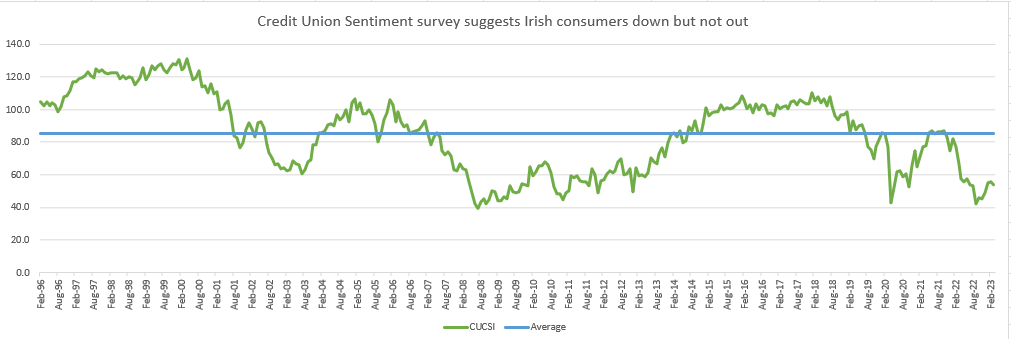 Credit Union Sentiment survey suggests Irish consumers down but not out
140.0
120.0
100.0
80.0
60.0
40.0
20.0
0.0
Feb-96
Aug-96
Feb-97
Aug-97
Feb-98
Aug-98
Feb-99
Aug-99
Feb-00
Aug-00
Feb-01
Aug-01
Feb-02
Aug-02
Feb-03
Aug-03
Feb-04
Aug-04
Feb-05
Aug-05
Feb-06
Aug-06
Feb-07
Aug-07
Feb-08
Aug-08
Feb-09
Aug-09
Feb-10
Aug-10
Feb-11
Aug-11
Feb-12
Aug-12
Feb-13
Aug-13
Feb-14
Aug-14
Feb-15
Aug-15
Feb-16
Aug-16
Feb-17
Aug-17
Feb-18
Aug-18
Feb-19
Aug-19
Feb-20
Aug-20
Feb-21
Aug-21
Feb-22
Aug-22
Feb-23
CUCSI
Average